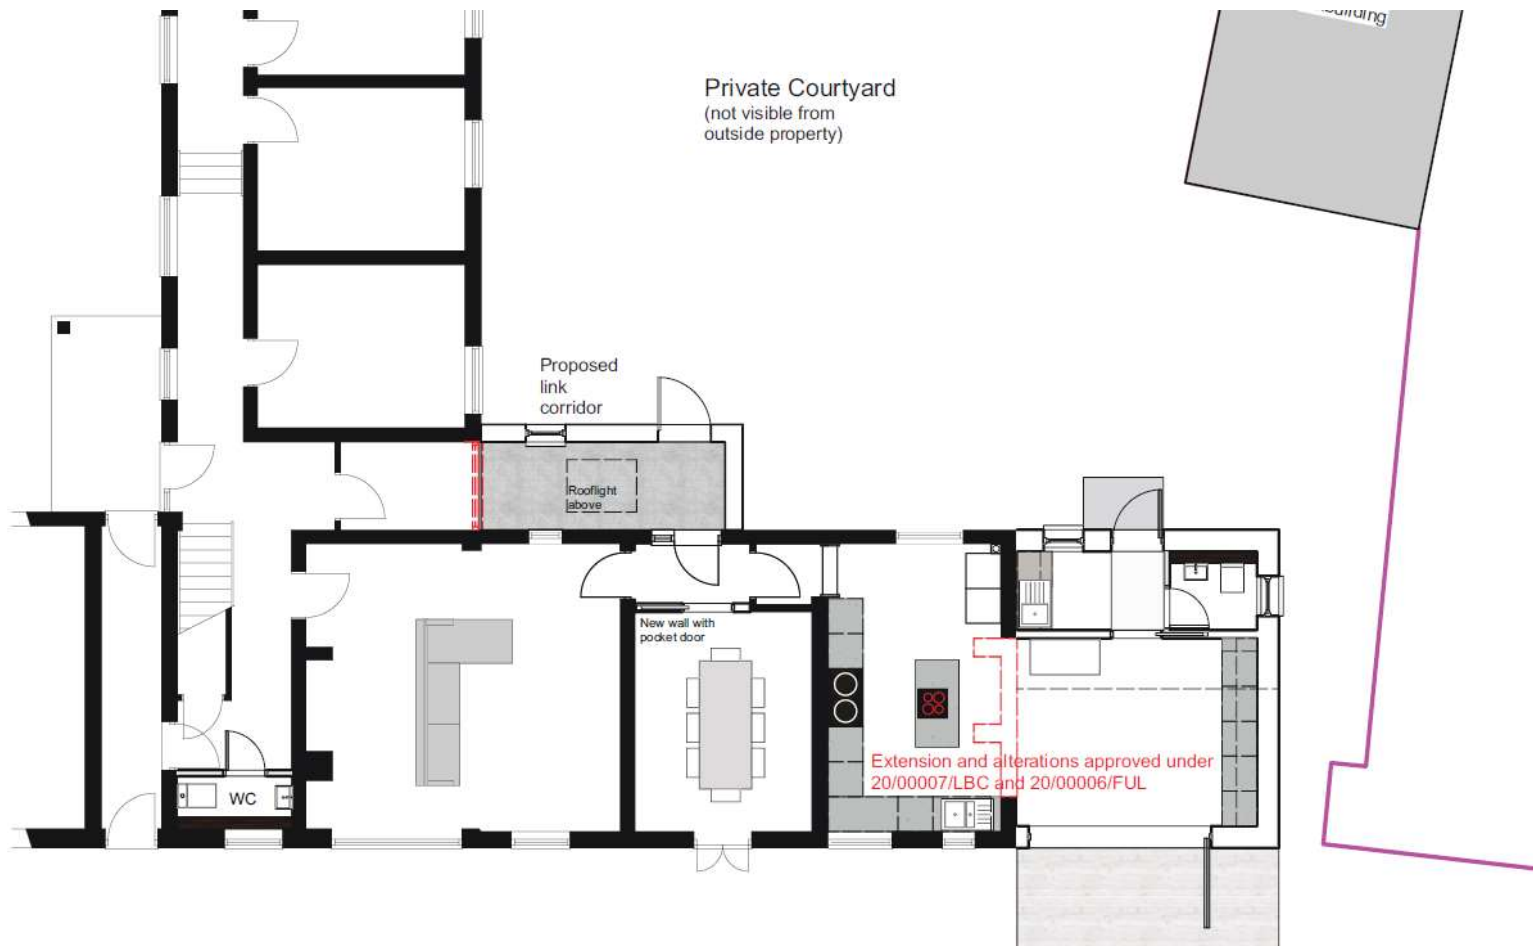 building
Private Courtyard
(not visible from
outside property)
Proposed
link
corridor
Rooflight
above
New wall with
pocket door
Extension and alterations approved under
20/00007/LBC and 20/00006/FUL
WC